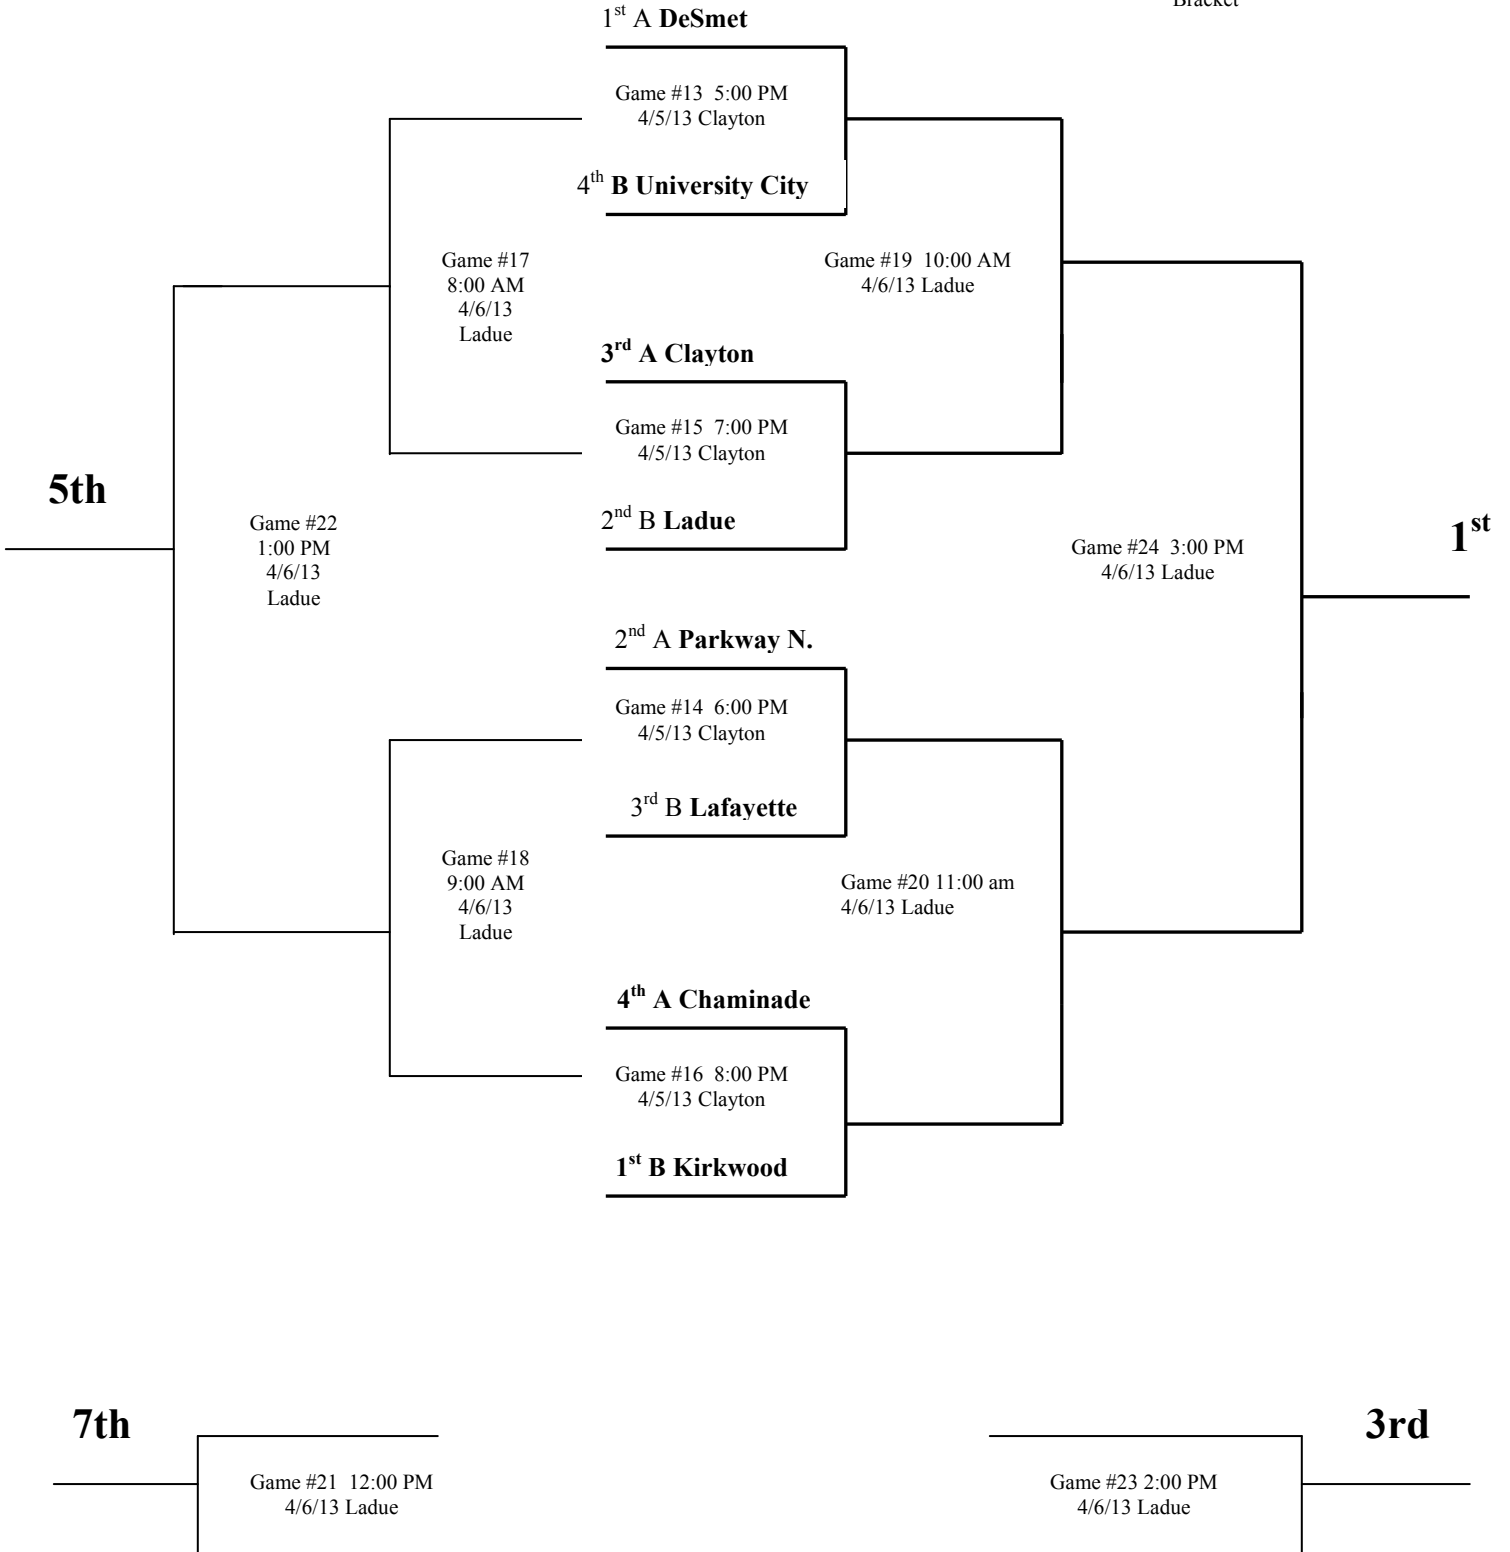 Bracket
1st A DeSmet
Game #13 5:00 PM
4/5/13 Clayton
4th B University City
Game #17
8:00 AM
4/6/13
Ladue
Game #19 10:00 AM
4/6/13 Ladue
3rd A Clayton
Game #15 7:00 PM
4/5/13 Clayton
2nd B Ladue
5th
Game #22
1:00 PM
4/6/13
Ladue
Game #24 3:00 PM
4/6/13 Ladue
1st
2nd A Parkway N.
Game #14 6:00 PM
4/5/13 Clayton
3rd B Lafayette
Game #18
9:00 AM
4/6/13
Ladue
Game #20 11:00 am
4/6/13 Ladue
4th A Chaminade
Game #16 8:00 PM
4/5/13 Clayton
1st B Kirkwood
7th
Game #21 12:00 PM
4/6/13 Ladue
3rd
Game #23 2:00 PM
4/6/13 Ladue